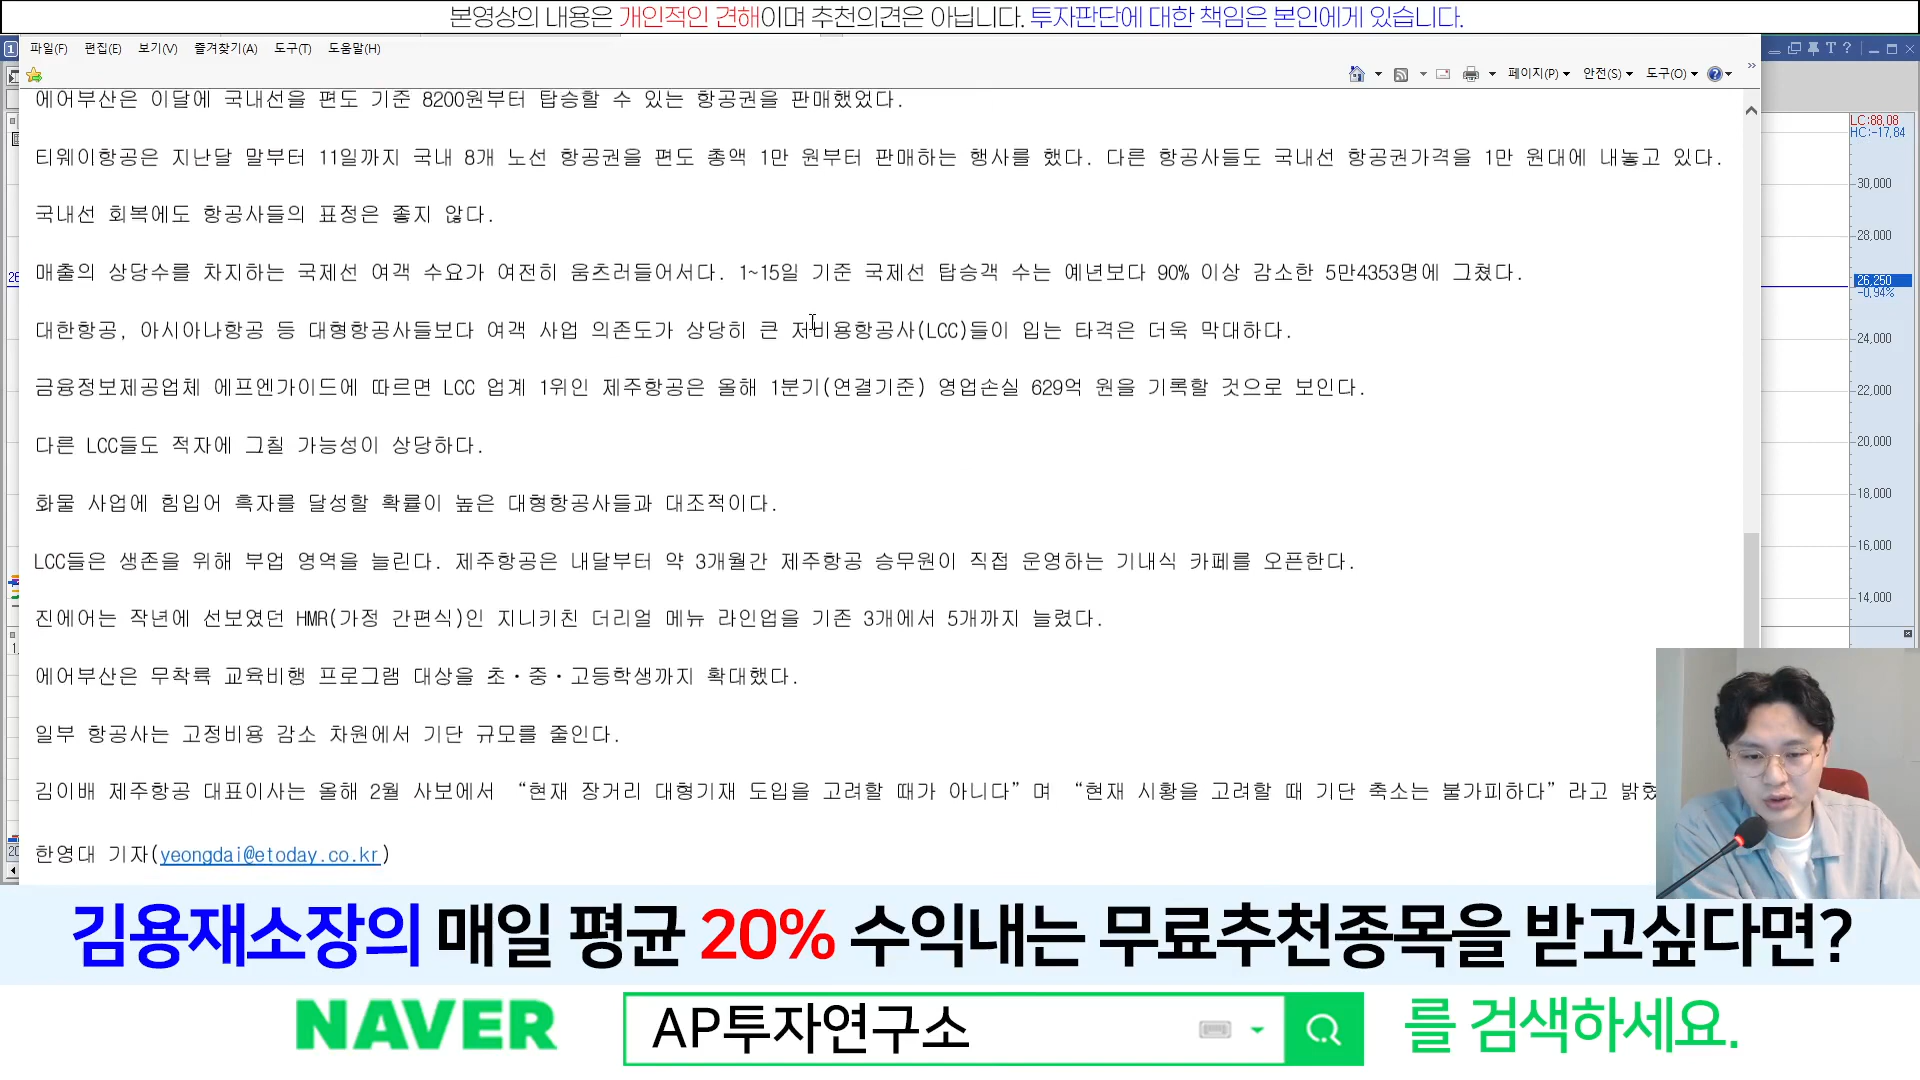 본영상의 내용은 개인적인 견해이며 추천의견은 아닙니다. 투자판단에 대한 책임은 본인에게 있습니다.
파일(F) 편집(E) 보기(V) 즐겨찾기(A) 도구(T) 도움말(H)
페이지(P) 안전(S) 도구(O)
에어부산은 이달에 국내선을 편도 기준 8200원부터 탑승할 수 있는 항공권을 판매했었다.
티웨이항공은 지난달 말부터 11일까지 국내 8개 노선 항공권을 편도 총액 1만 원부터 판매하는 행사를 했다. 다른 항공사들도 국내선 항공권가격을 1만 원대에 내놓고 있다.
국내선 회복에도 항공사들의 표정은 좋지 않다.
매출의 상당수를 차지하는 국제선 여객 수요가 여전히 움츠러들어서다. 1~15일 기준 국제선 탑승객 수는 예년보다 90% 이상 감소한 5만4353명에 그쳤다.
대한항공, 아시아나항공 등 대형항공사들보다 여객 사업 의존도가 상당히 큰 저비용항공사(LCC)들이 입는 타격은 더욱 막대하다.
금융정보제공업체 에프엔가이드에 따르면 LCC 업계 1위인 제주항공은 올해 1분기(연결기준) 영업손실 629억 원을 기록할 것으로 보인다.
다른 LCC들도 적자에 그칠 가능성이 상당하다.
화물 사업에 힘입어 흑자를 달성할 확률이 높은 대형항공사들과 대조적이다.
LCC들은 생존을 위해 부업 영역을 늘린다. 제주항공은 내달부터 약 3개월간 제주항공 승무원이 직접 운영하는 기내식 카페를 오픈한다.
진에어는 작년에 선보였던 HMR(가정 간편식)인 지니키친 더리얼 메뉴 라인업을 기존 3개에서 5개까지 늘렸다.
에어부산은 무착륙 교육비행 프로그램 대상을 초·중·고등학생까지 확대했다.
일부 항공사는 고정비용 감소 차원에서 기단 규모를 줄인다.
김이배 제주항공 대표이사는 올해 2월 사보에서 “현재 장거리 대형기재 도입을 고려할 때가 아니다”며 “현재 시황을 고려할 때 기단 축소는 불가피하다”라고 밝혔
한영대 기자(yeongdai@etoday.co.kr)
LC:88,08
HC:-17,84
30,000
28,000
26,250
-0,94%
24,000
22,000
20,000
18,000
16,000
14,000
김용재소장의 매일 평균 20% 수익내는 무료추천종목을 받고싶다면?
NAVER AP투자연구소 를 검색하세요.